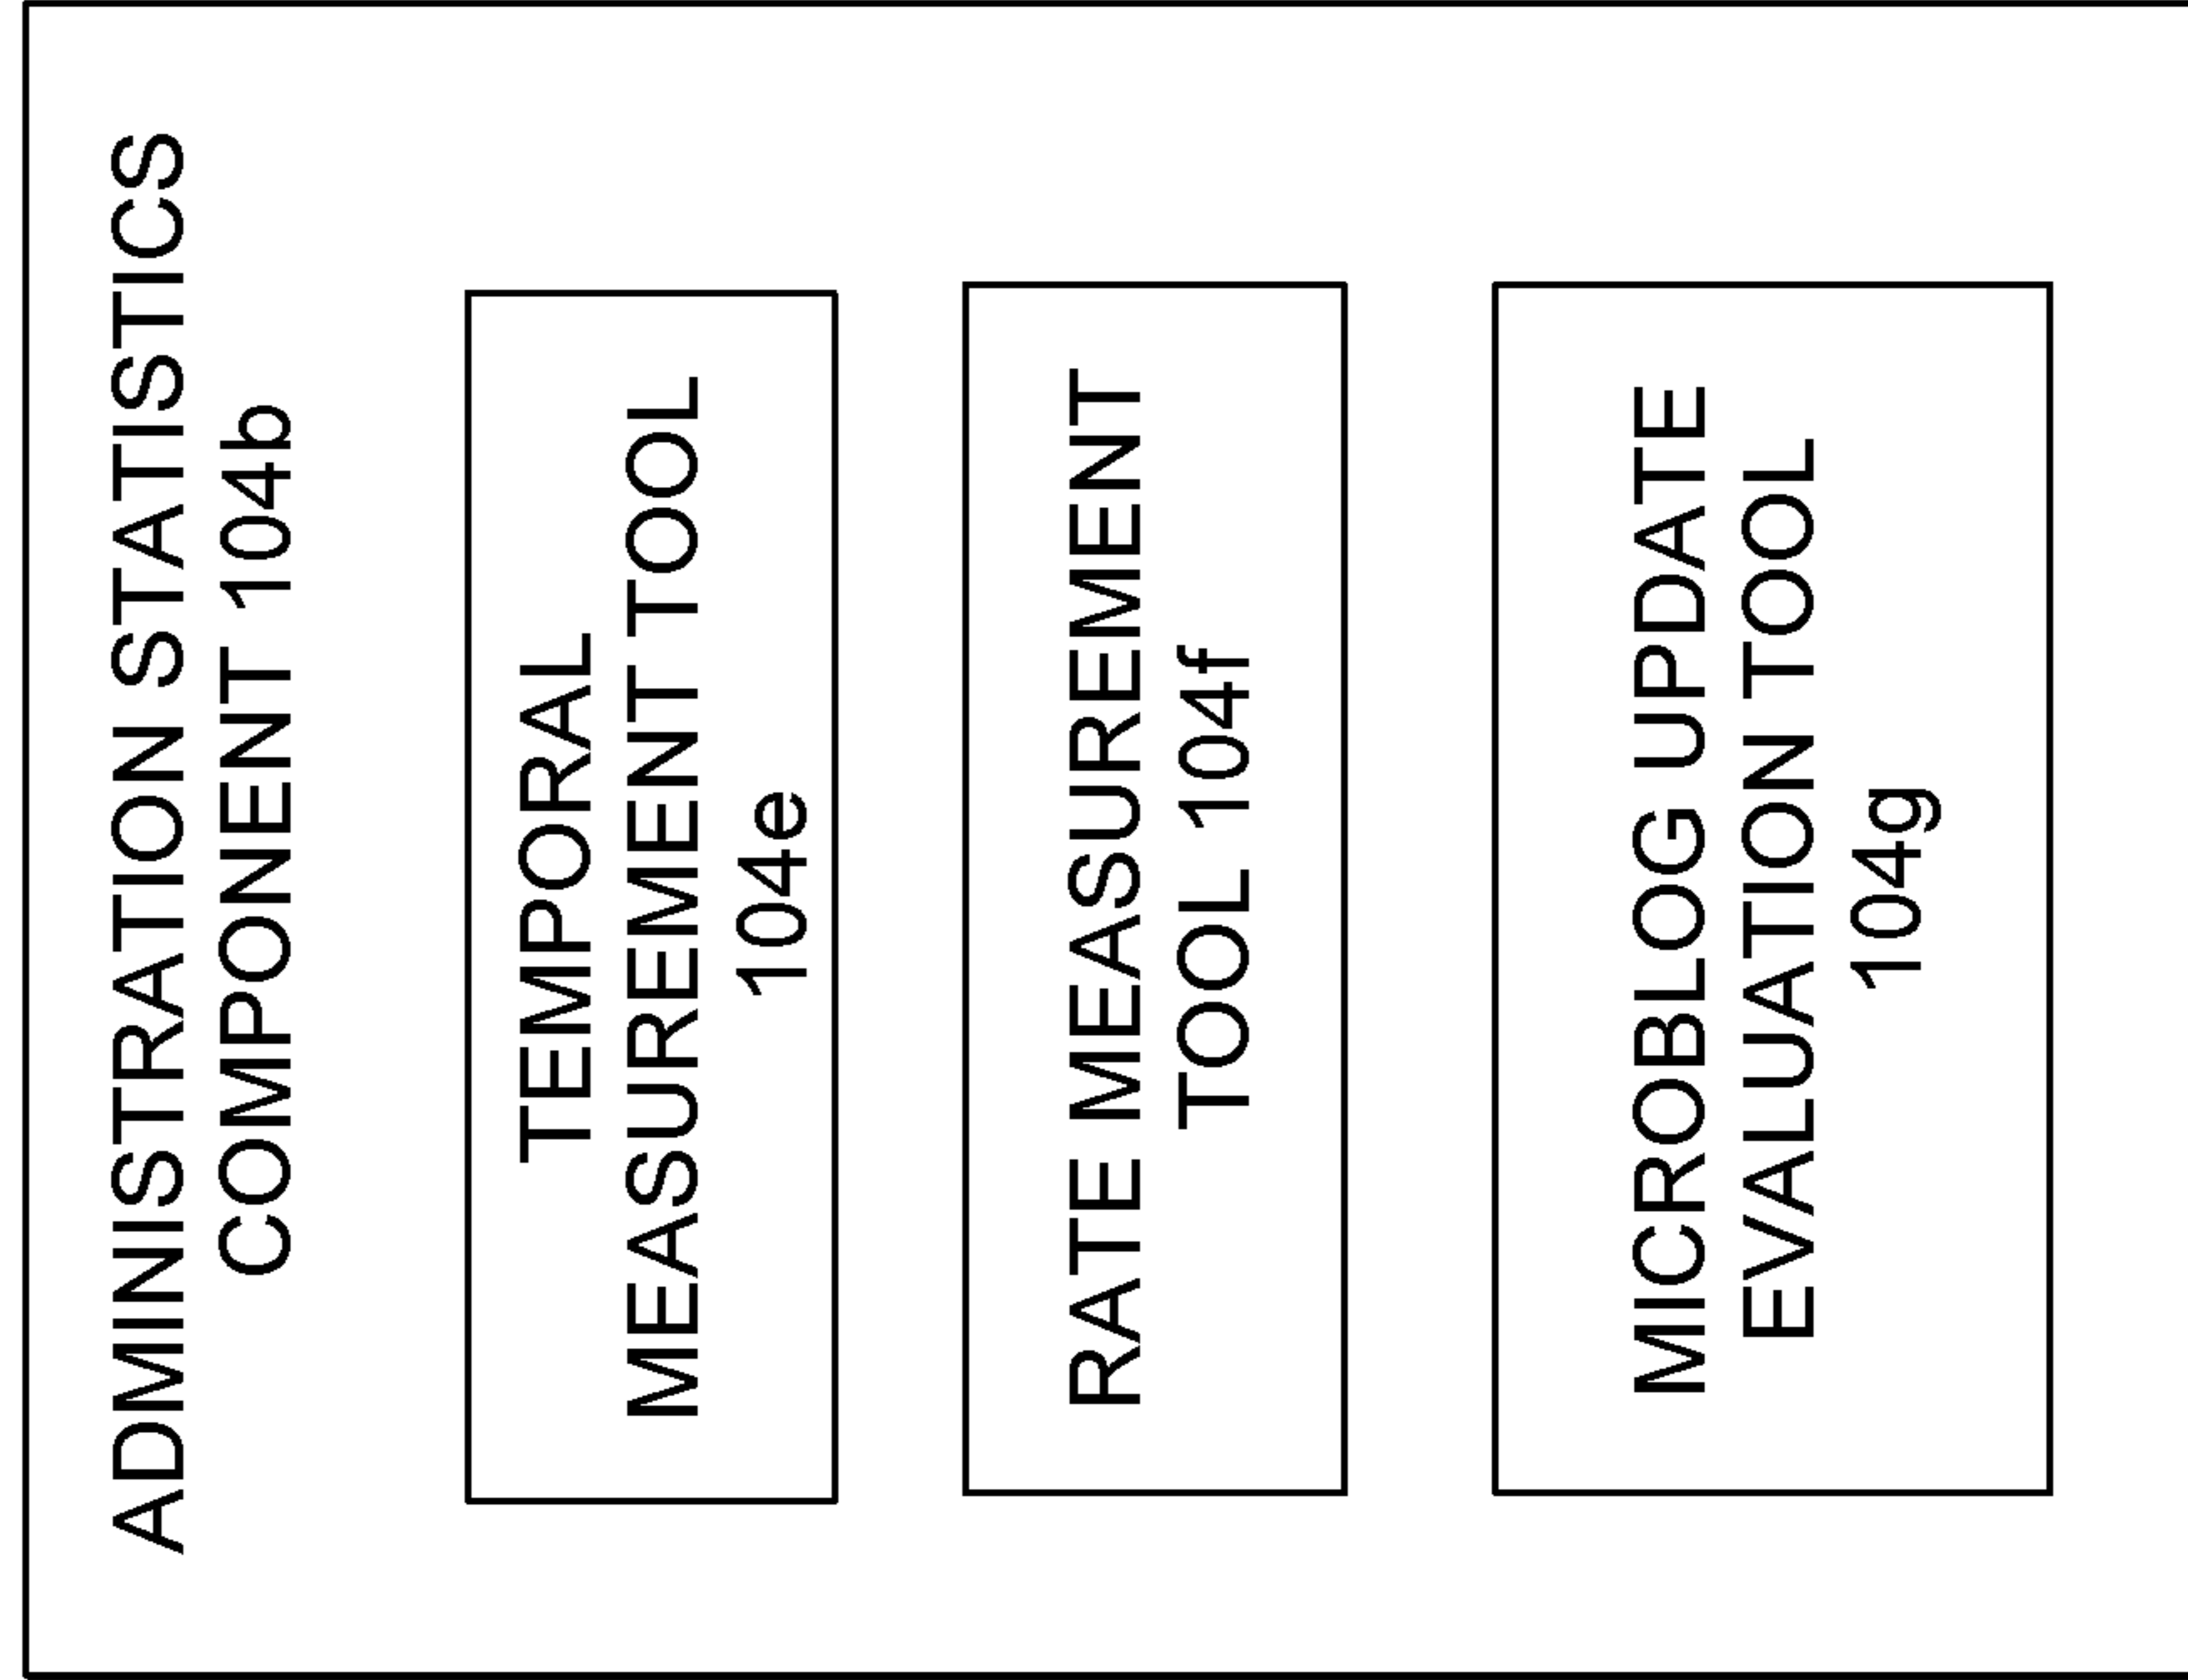 ADMINISTRATION STATISTICS
COMPONENT 104b
TEMPORAL
MEASUREMENT TOOL
104e
RATE MEASUREMENT
TOOL 104f
MICROBLOG UPDATE
EVALUATION TOOL
104g